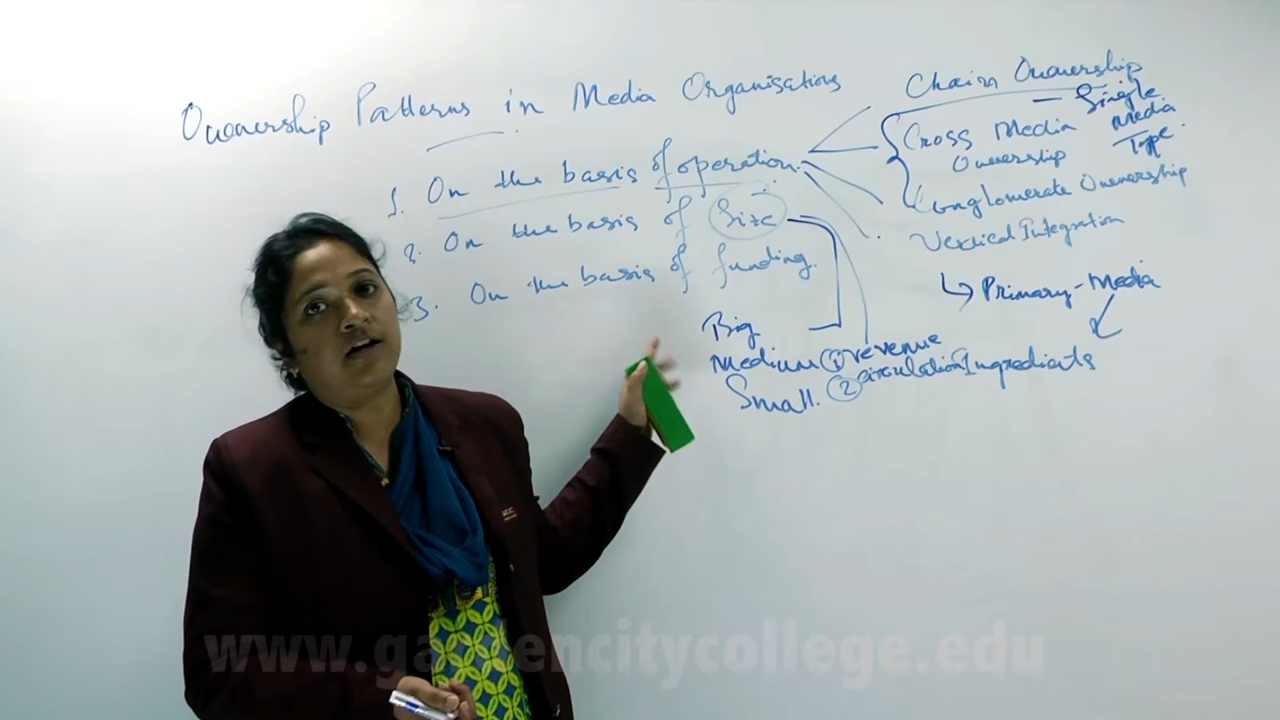 Ownership Patterns in Media Organisations
1. On the basis of operation.
2. On the basis of Size
3. On the basis of funding.
Chain Ownership
— Single
Media
Type.
Cross Media
Ownership
Conglomerate Ownership
Vertical Integration
Primary-Media
Ingredients
Big
Medium
Small.
① revenue
② circulation
www.gardencitycollege.edu